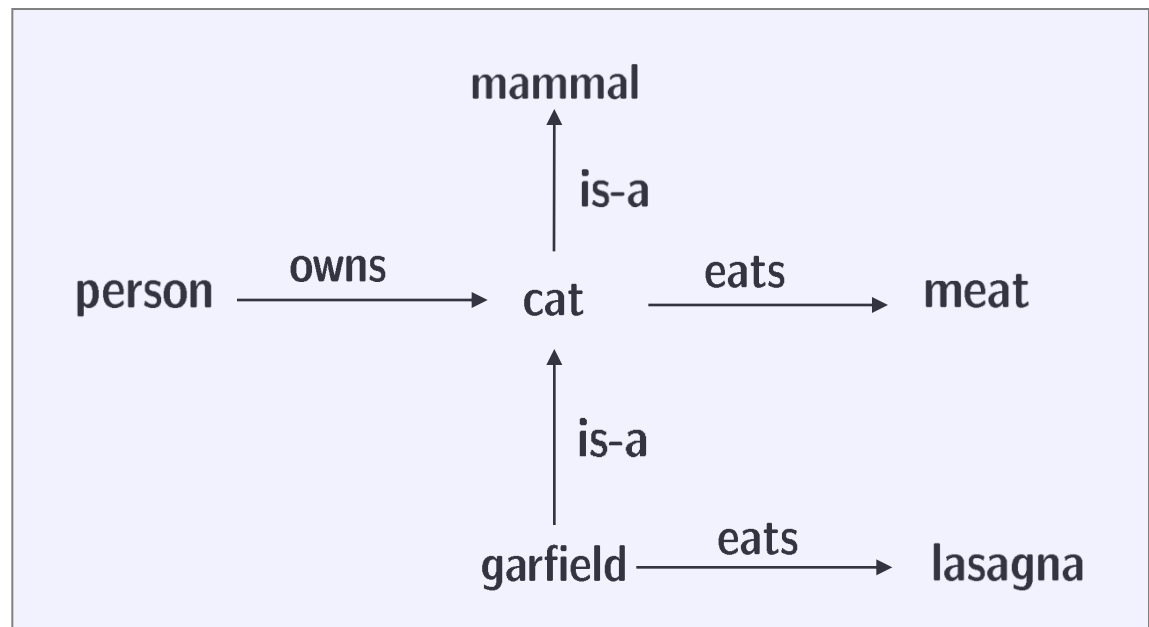 mammal
is-a
person
owns
cat
eats
meat
is-a
garfield
eats
lasagna